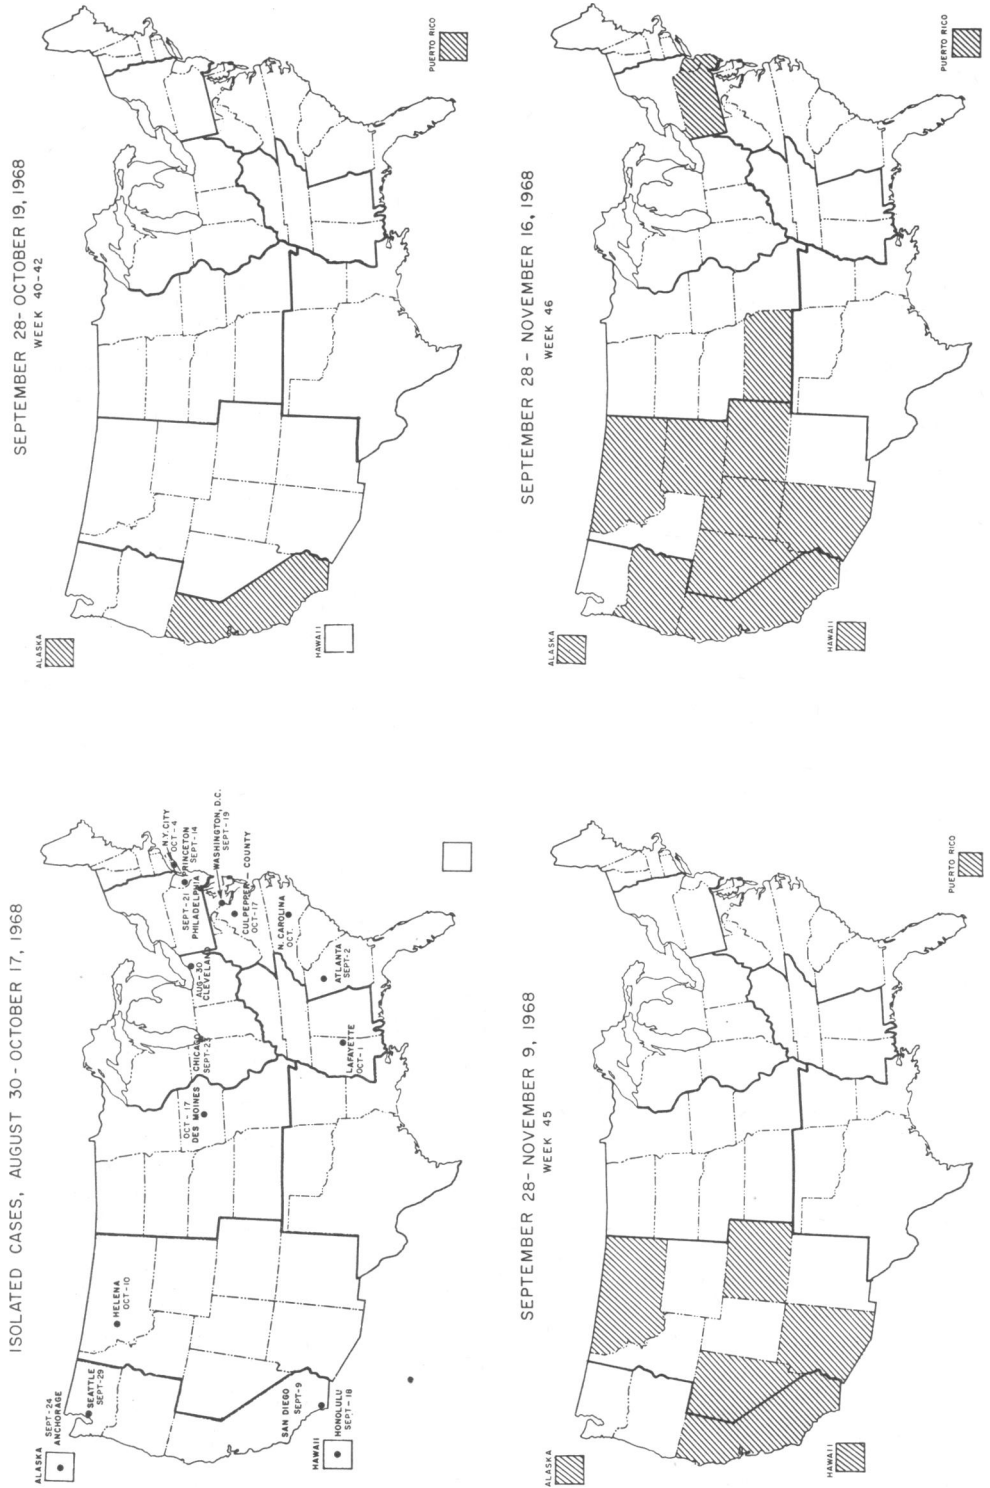 ISOLATED CASES, AUGUST 30 - OCTOBER 17, 1968
ALASKA
SEPT-24
ANCHORAGE
SEATTLE
SEPT-29
HELENA
OCT-10
SAN DIEGO
SEPT-9
HAWAII
HONOLULU
SEPT-18
OCT-17
DES MOINES
CHICAGO
SEPT-23
AUG-30
CLEVELAND
LAFAYETTE
OCT-1
ATLANTA
SEPT-2
N. CAROLINA
OCT.
CULPEPPER - COUNTY
OCT-17
WASHINGTON, D.C.
SEPT-19
SEPT-21
PHILADELPHIA
PRINCETON
SEPT-14
N.Y. CITY
OCT-4
SEPTEMBER 28- OCTOBER 19, 1968
WEEK 40-42
ALASKA
HAWAII
PUERTO RICO
SEPTEMBER 28- NOVEMBER 9, 1968
WEEK 45
ALASKA
HAWAII
PUERTO RICO
SEPTEMBER 28 - NOVEMBER 16, 1968
WEEK 46
ALASKA
HAWAII
PUERTO RICO